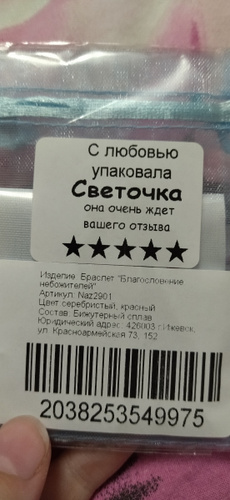 С любовью
упаковала
Светочка
она очень ждет
вашего отзыва
★★★★★
Изделие: Браслет "Благословение
небожителей"
Артикул: Naz2901
Цвет: серебристый, красный
Состав: Бижутерный сплав
Юридический адрес: 426003 г.Ижевск,
ул. Красноармейская 73, 152
2038253549975